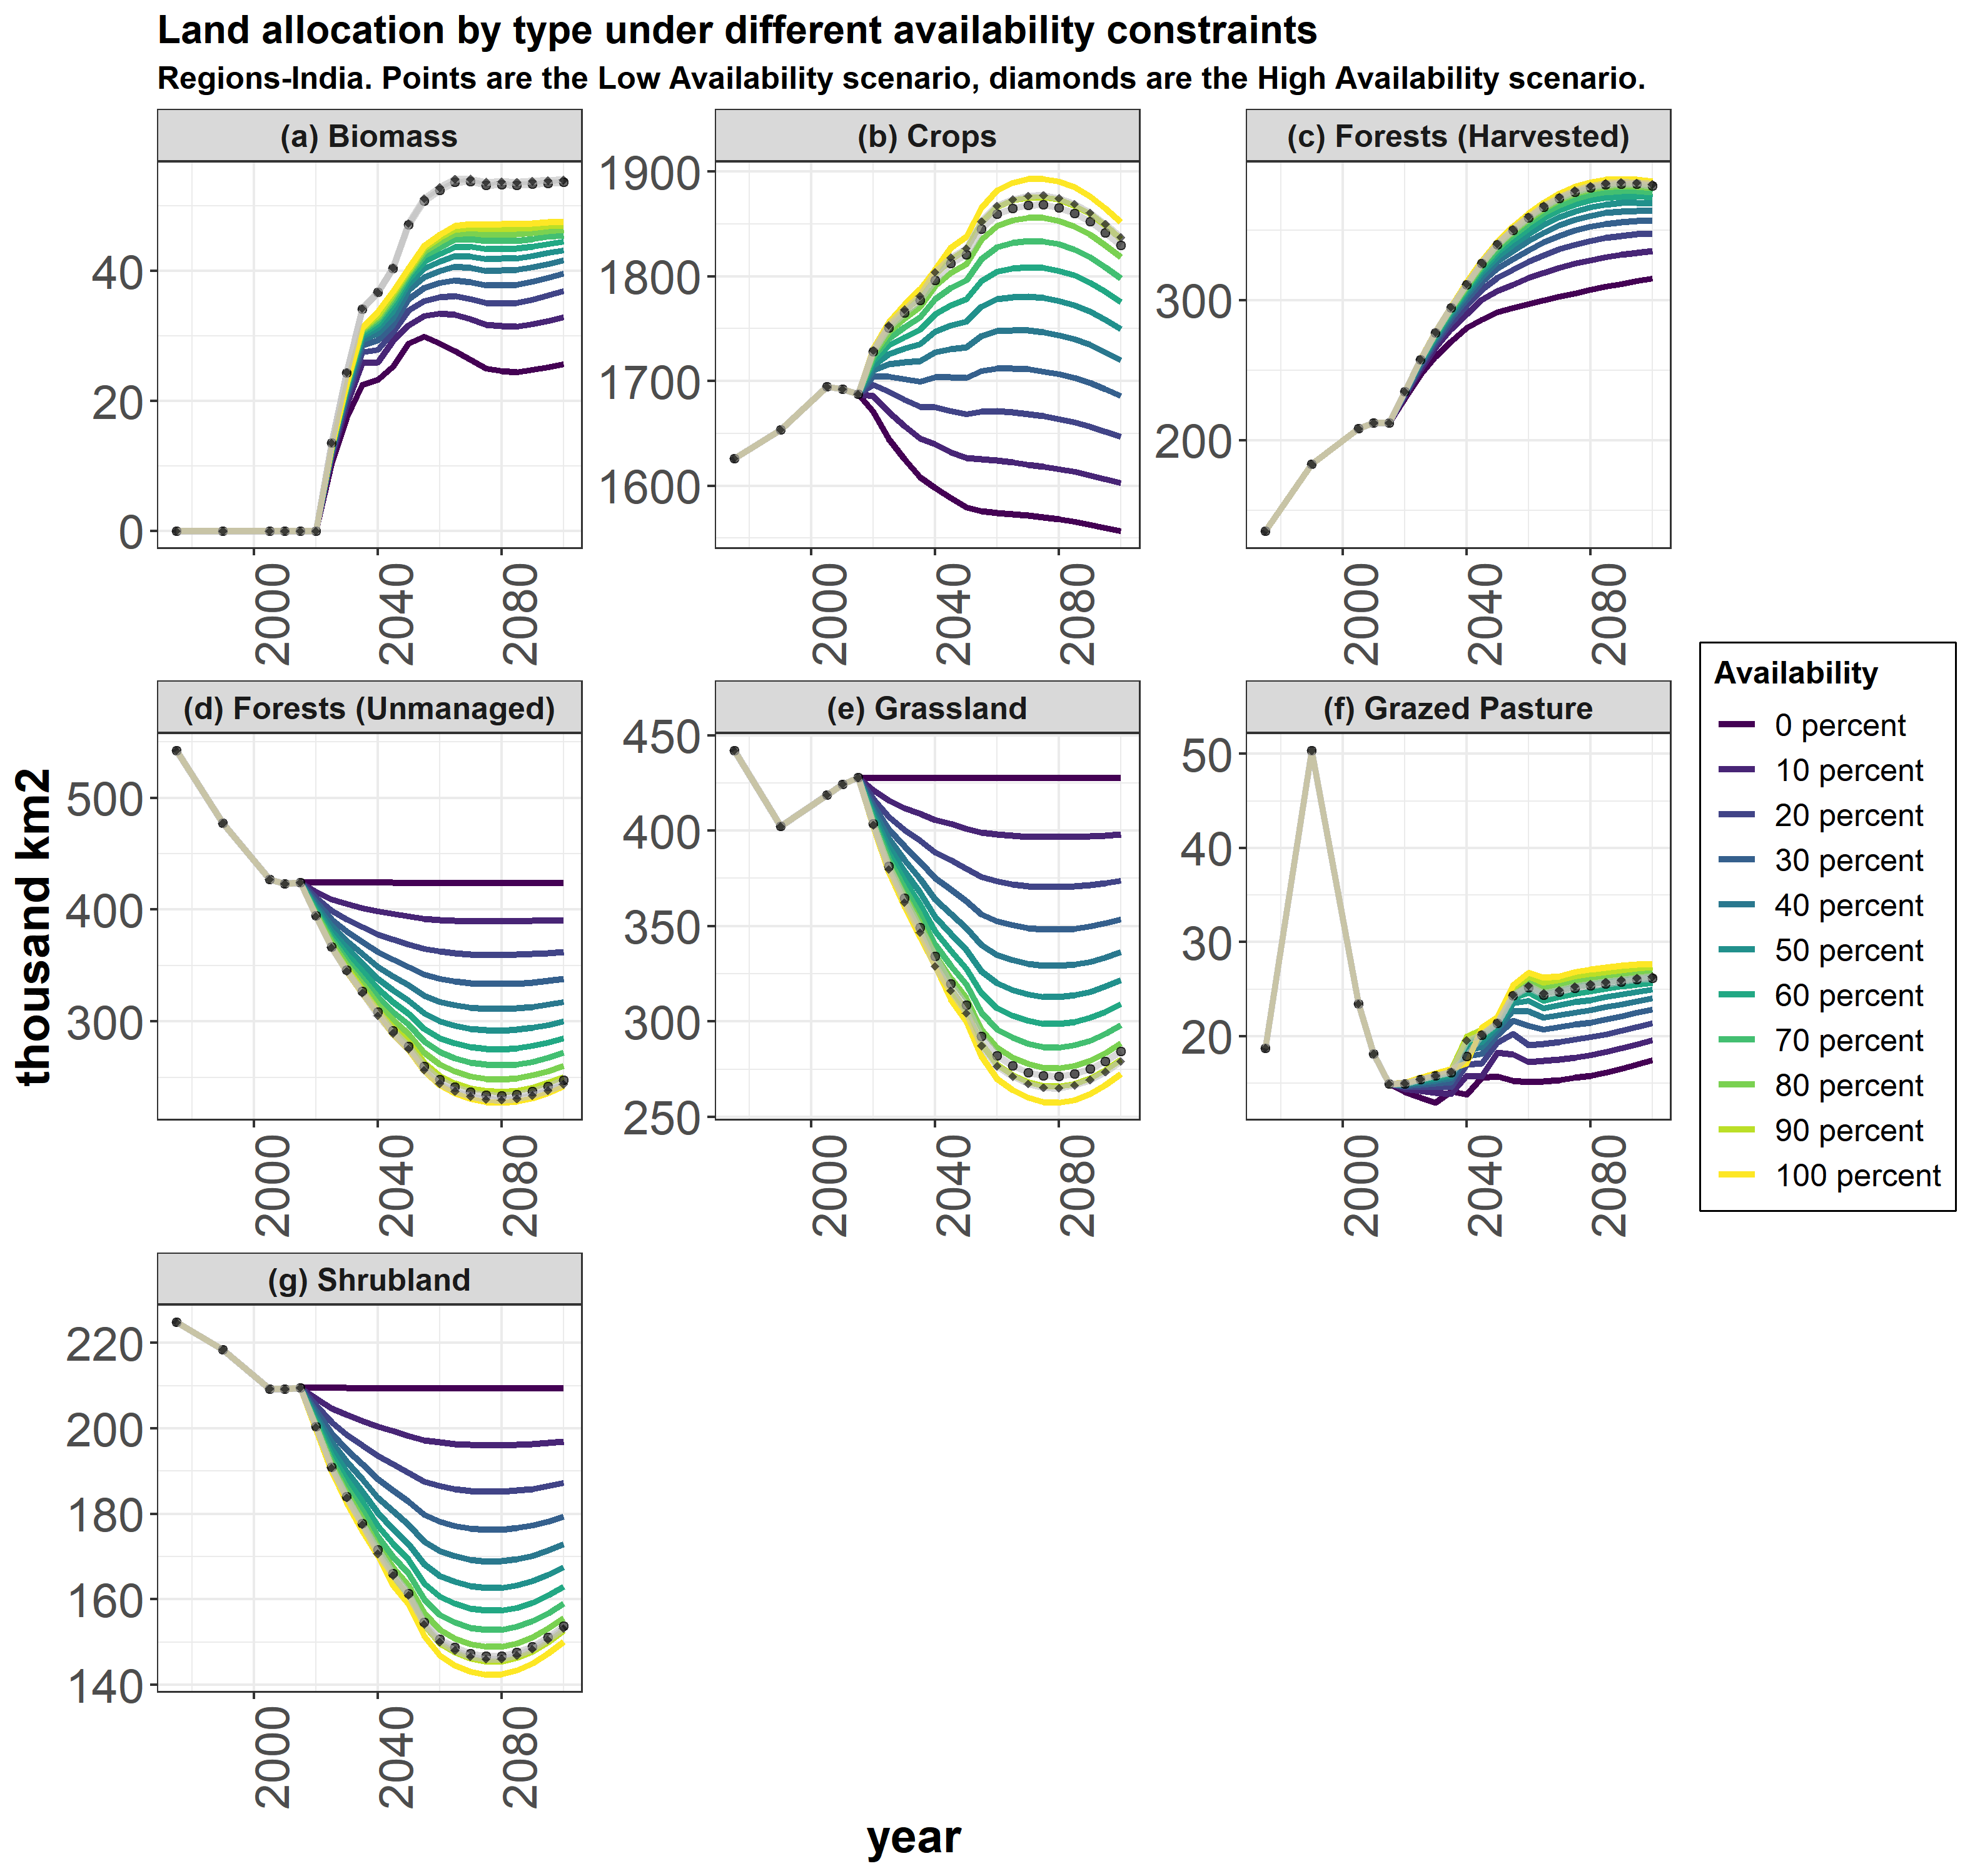 Land allocation by type under different availability constraints
Regions-India. Points are the Low Availability scenario, diamonds are the High Availability scenario.
(a) Biomass
(b) Crops
(c) Forests (Harvested)
40
20
0
1900
1800
1700
1600
300
200
2000
2040
2080
2000
2040
2080
2000
2040
2080
(d) Forests (Unmanaged)
(e) Grassland
(f) Grazed Pasture
500
400
300
450
400
350
300
250
50
40
30
20
2000
2040
2080
2000
2040
2080
2000
2040
2080
(g) Shrubland
220
200
180
160
140
2000
2040
2080
thousand km2
year
Availability
0 percent
10 percent
20 percent
30 percent
40 percent
50 percent
60 percent
70 percent
80 percent
90 percent
100 percent